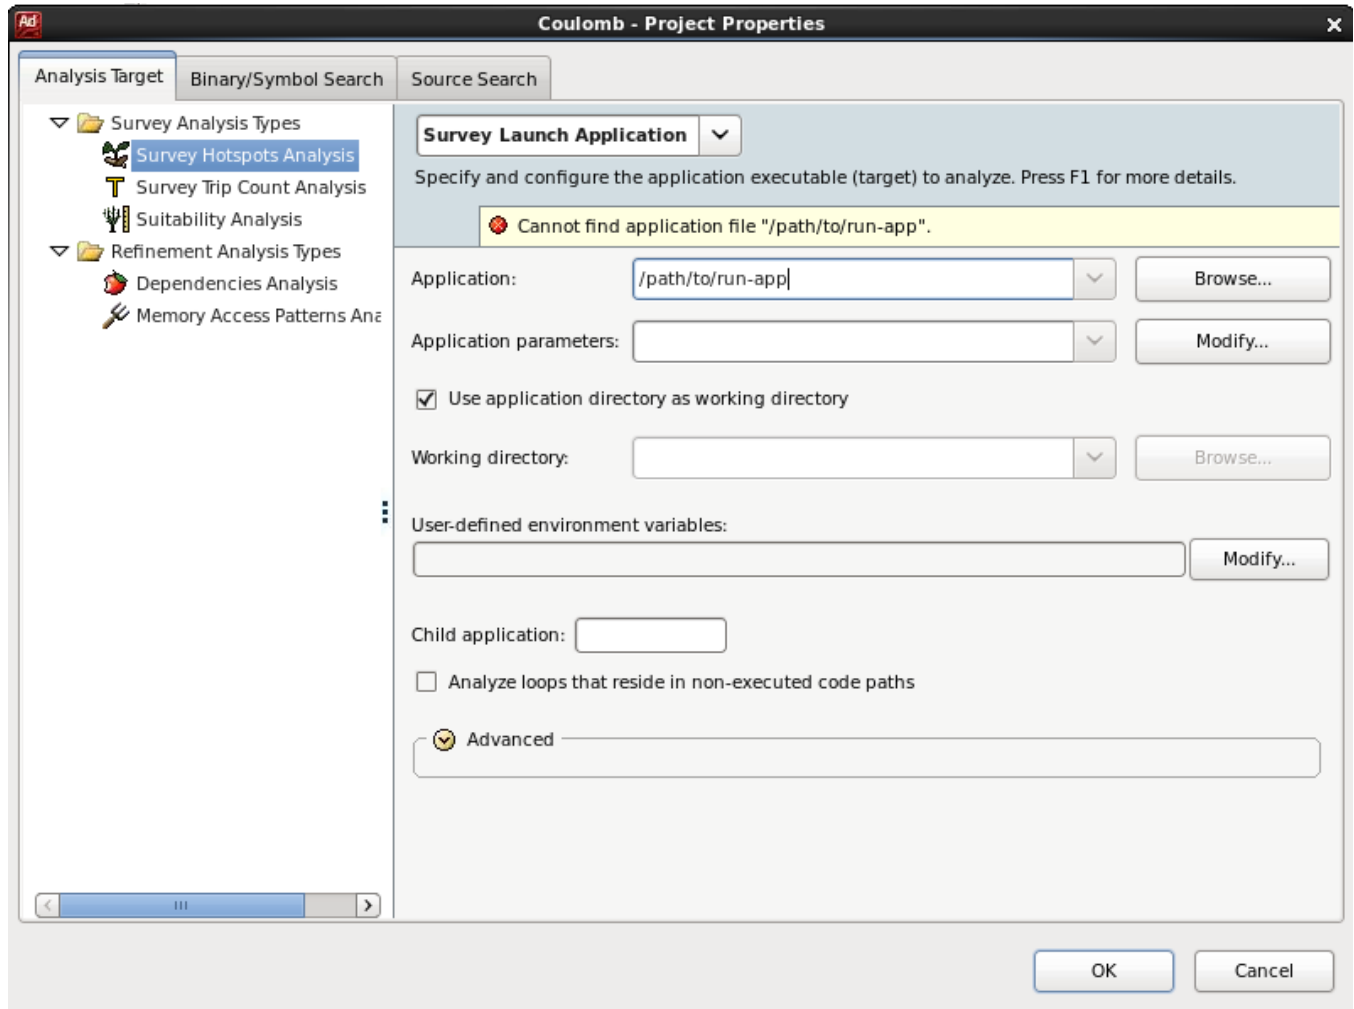 Ad
Coulomb - Project Properties
Analysis Target
Binary/Symbol Search
Source Search
Survey Analysis Types
Survey Hotspots Analysis
Survey Trip Count Analysis
Suitability Analysis
Refinement Analysis Types
Dependencies Analysis
Memory Access Patterns Ana
Survey Launch Application
Specify and configure the application executable (target) to analyze. Press F1 for more details.
Cannot find application file "/path/to/run-app".
Application: /path/to/run-app Browse...
Application parameters: Modify...
Use application directory as working directory
Working directory: Browse...
User-defined environment variables:
Modify...
Child application:
Analyze loops that reside in non-executed code paths
Advanced
OK Cancel